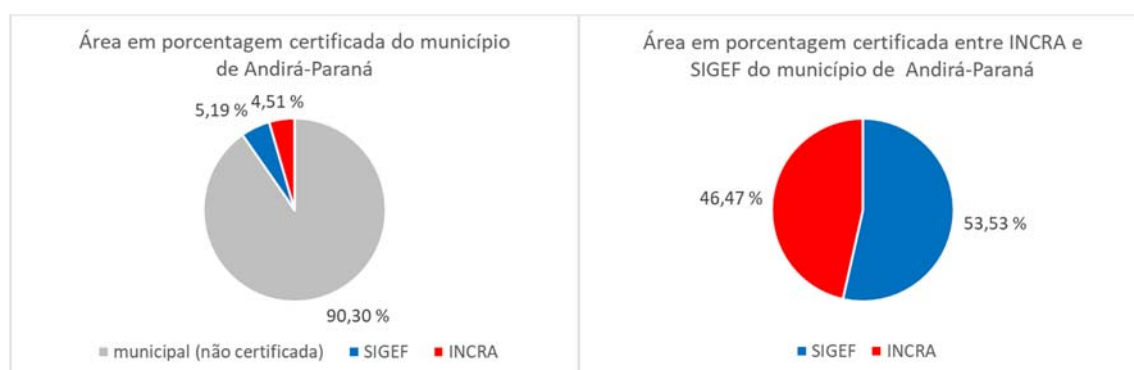 Área em porcentagem certificada do município
de Andirá-Paraná
5,19 %
4,51 %
90,30 %
municipal (não certificada) SIGEF INCRA
Área em porcentagem certificada entre INCRA e
SIGEF do município de Andirá-Paraná
46,47 %
53,53 %
SIGEF INCRA